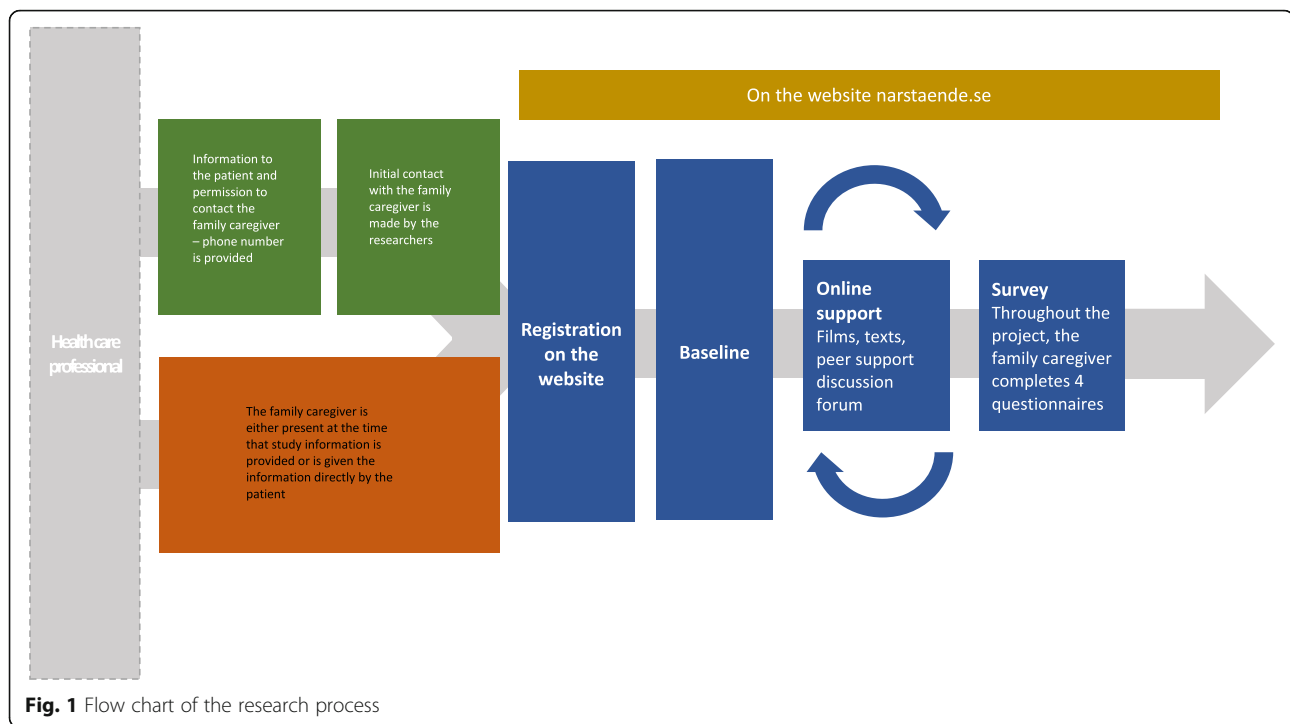 On the website narstaende.se
Health care
professional
Information to
the patient and
permission to
contact the
family caregiver
– phone number
is provided
Initial contact
with the family
caregiver is
made by the
researchers
The family caregiver is
either present at the time
that study information is
provided or is given the
information directly by the
patient
Registration
on the
website
Baseline
Online
support
Films, texts,
peer support
discussion
forum
Survey
Throughout the
project, the
family caregiver
completes 4
questionnaires
Fig. 1 Flow chart of the research process